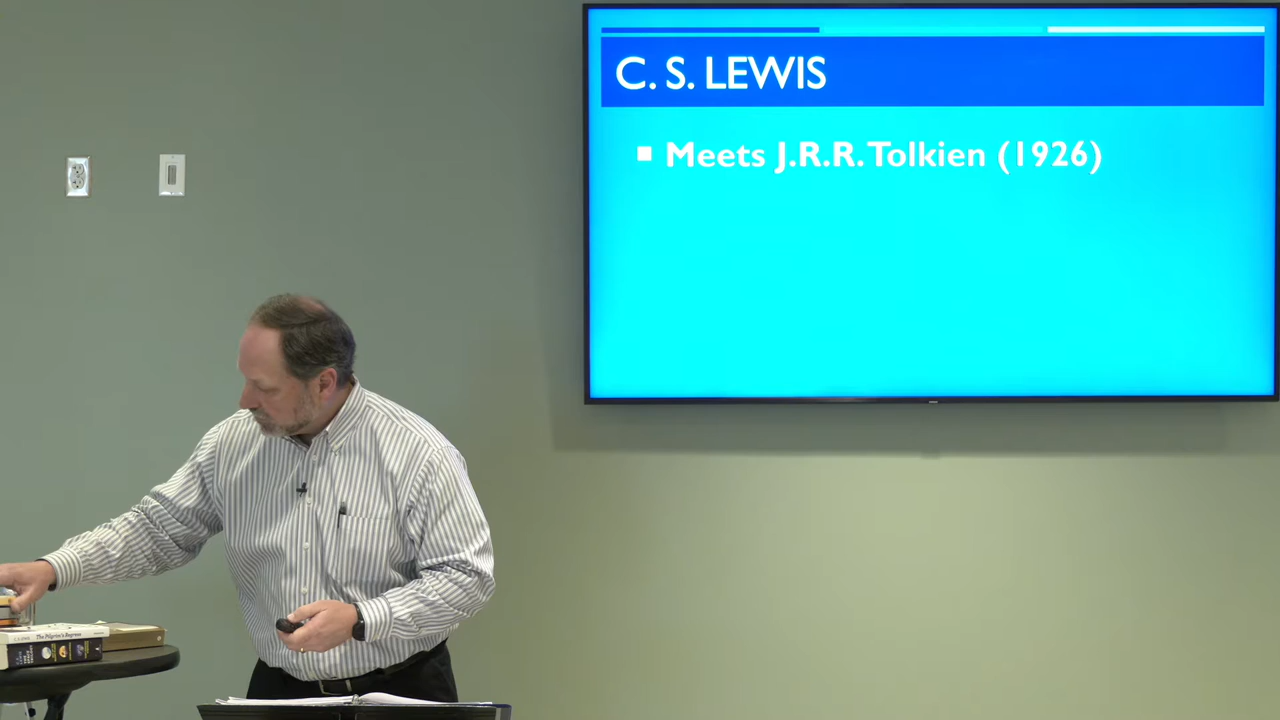 C. S. LEWIS
Meets J.R.R. Tolkien (1926)
The Pilgrim's Regress